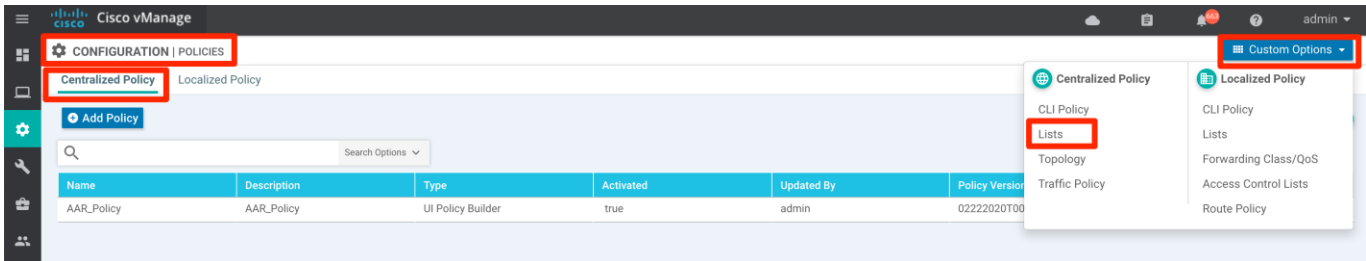 cisco Cisco vManage 663 ? admin
CONFIGURATION | POLICIES Custom Options
Centralized Policy Localized Policy
Centralized Policy Localized Policy
Add Policy
CLI Policy CLI Policy
Lists Lists
Search Options
Topology Forwarding Class/QoS
Traffic Policy Access Control Lists
Route Policy
Name Description Type Activated Updated By Policy Version
AAR_Policy AAR_Policy UI Policy Builder true admin 02222020T00